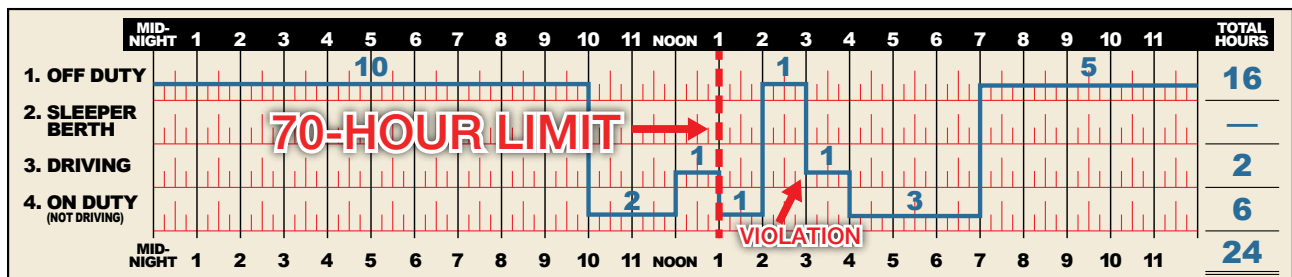 MID-NIGHT 1 2 3 4 5 6 7 8 9 10 11 NOON 1 2 3 4 5 6 7 8 9 10 11 TOTAL HOURS
1. OFF DUTY 10 1 5 16
2. SLEEPER BERTH —
70-HOUR LIMIT
3. DRIVING 1 1 2
4. ON DUTY (NOT DRIVING) 2 1 3 6
VIOLATION
MID-NIGHT 1 2 3 4 5 6 7 8 9 10 11 NOON 1 2 3 4 5 6 7 8 9 10 11 24